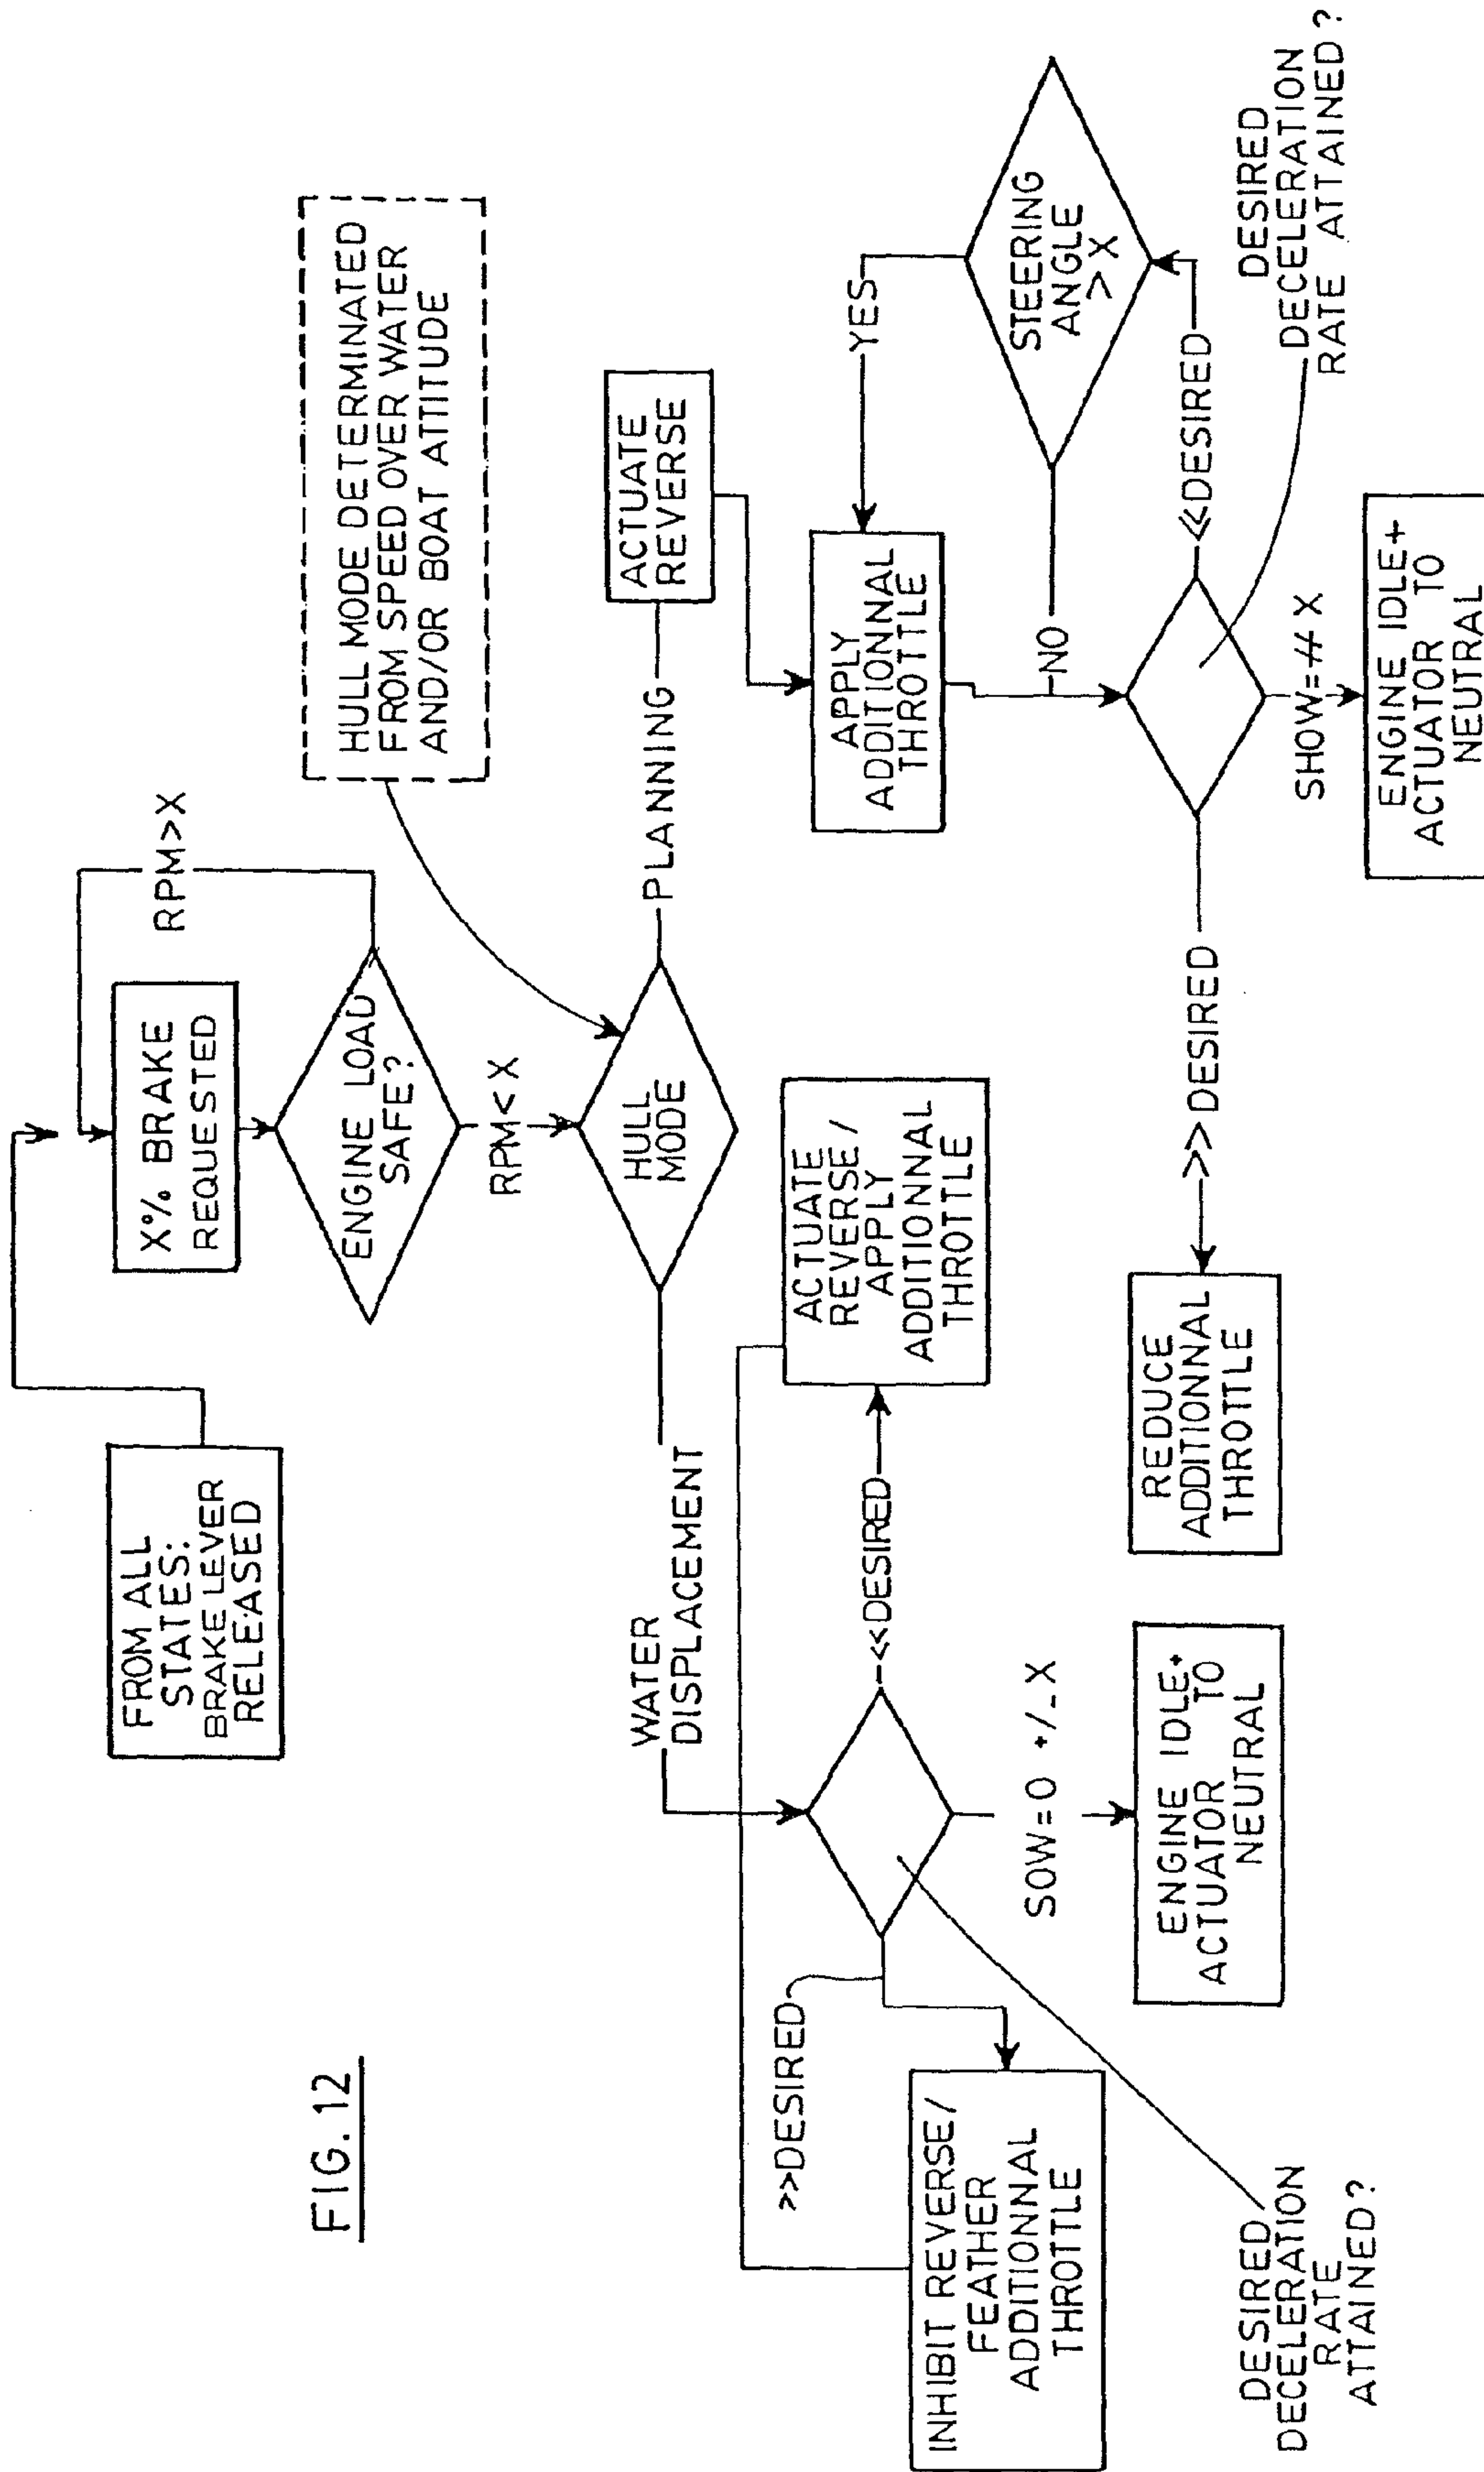 FIG. 12
FROM ALL
STATES:
BRAKE LEVER
RELEASED
X% BRAKE
REQUESTED
RPM>X
ENGINE LOAD
SAFE?
RPM<X
HULL MODE DETERMINATED
FROM SPEED OVER WATER
AND/OR BOAT ATTITUDE
HULL
MODE
WATER
DISPLACEMENT
PLANNING
ACTUATE
REVERSE
>>DESIRED
<<DESIRED
ACTUATE
REVERSE/
APPLY
ADDITIONNAL
THROTTLE
APPLY
ADDITIONNAL
THROTTLE
YES
NO
STEERING
ANGLE
>X
INHIBIT REVERSE/
FEATHER
ADDITIONNAL
THROTTLE
SOW=0 +/-X
ENGINE IDLE+
ACTUATOR TO
NEUTRAL
DESIRED
DECELERATION
RATE
ATTAINED?
>>DESIRED
<<DESIRED
REDUCE
ADDITIONNAL
THROTTLE
SHOW=# X
ENGINE IDLE+
ACTUATOR TO
NEUTRAL
DESIRED
DECELERATION
RATE ATTAINED?